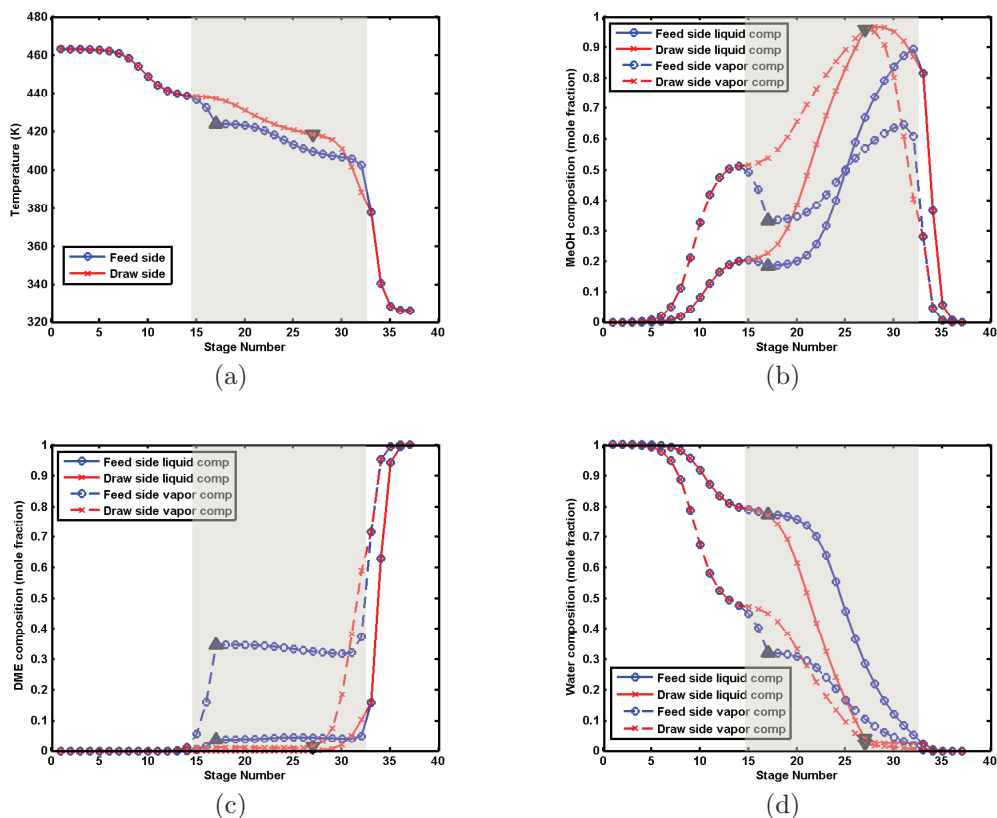 480
460
440
420
400
380
360
340
320
0 5 10 15 20 25 30 35 40
Temperature (K)
Stage Number
Feed side
Draw side
(a)
1
0.9
0.8
0.7
0.6
0.5
0.4
0.3
0.2
0.1
0
0 5 10 15 20 25 30 35 40
MeOH composition (mole fraction)
Stage Number
Feed side liquid comp
Draw side liquid comp
Feed side vapor comp
Draw side vapor comp
(b)
1
0.9
0.8
0.7
0.6
0.5
0.4
0.3
0.2
0.1
0
0 5 10 15 20 25 30 35 40
DME composition (mole fraction)
Stage Number
Feed side liquid comp
Draw side liquid comp
Feed side vapor comp
Draw side vapor comp
(c)
1
0.9
0.8
0.7
0.6
0.5
0.4
0.3
0.2
0.1
0
0 5 10 15 20 25 30 35 40
Water composition (mole fraction)
Stage Number
Feed side liquid comp
Draw side liquid comp
Feed side vapor comp
Draw side vapor comp
(d)